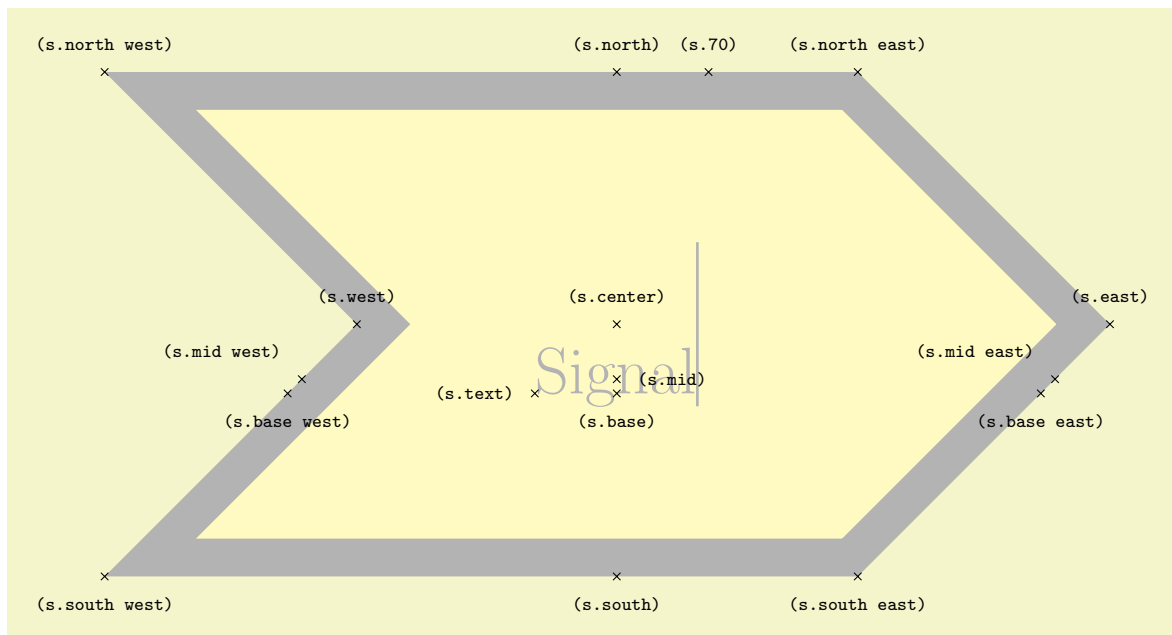 (s.north west) (s.north) (s.70) (s.north east)
(s.west) (s.center) (s.east)
(s.mid west) (s.mid east)
Signal
(s.mid)
(s.text)
(s.base west) (s.base) (s.base east)
(s.south west) (s.south) (s.south east)